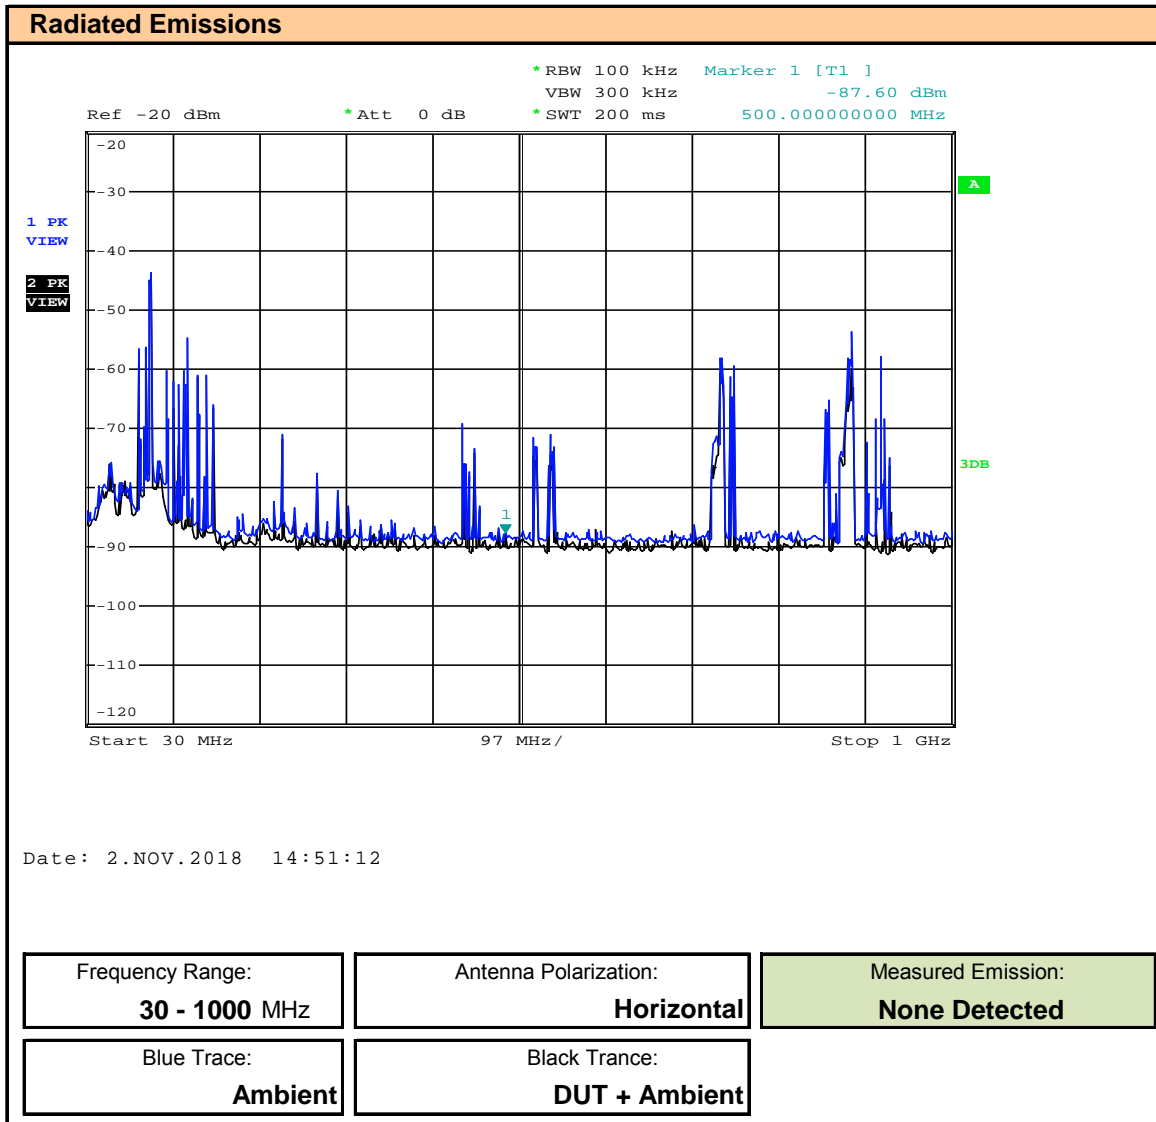 Radiated Emissions
*RBW 100 kHz Marker 1 [T1 ]
VBW 300 kHz -87.60 dBm
Ref -20 dBm *Att 0 dB *SWT 200 ms 500.000000000 MHz
-20
A
-30
1 PK
VIEW
-40
2 PK
VIEW
-50
-60
-70
3DB
1
-90
-100
-110
-120
Start 30 MHz 97 MHz/ Stop 1 GHz
Date: 2.NOV.2018 14:51:12
Frequency Range: Antenna Polarization: Measured Emission:
30 - 1000 MHz Horizontal None Detected
Blue Trace: Black Trance:
Ambient DUT + Ambient